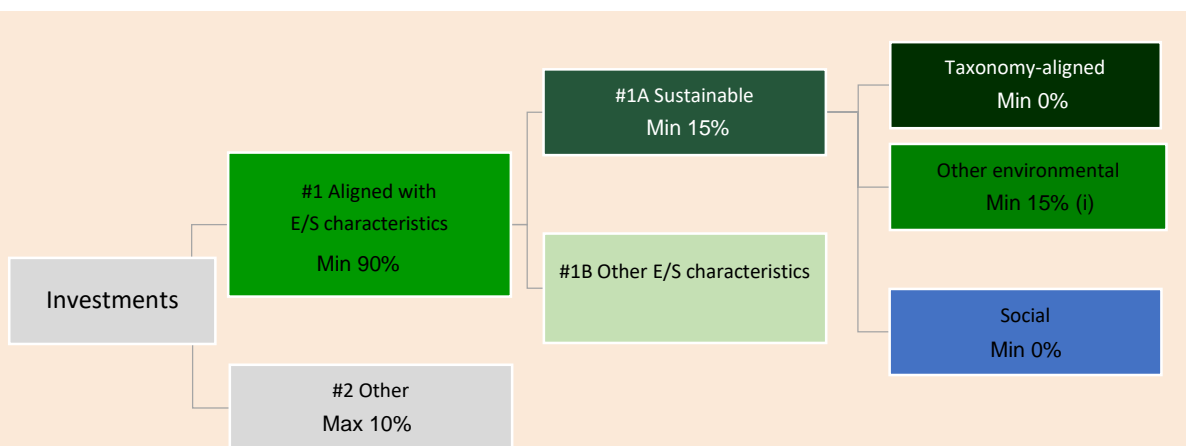 Investments
#1 Aligned with
E/S characteristics
Min 90%
#2 Other
Max 10%
#1A Sustainable
Min 15%
#1B Other E/S characteristics
Taxonomy-aligned
Min 0%
Other environmental
Min 15% (i)
Social
Min 0%